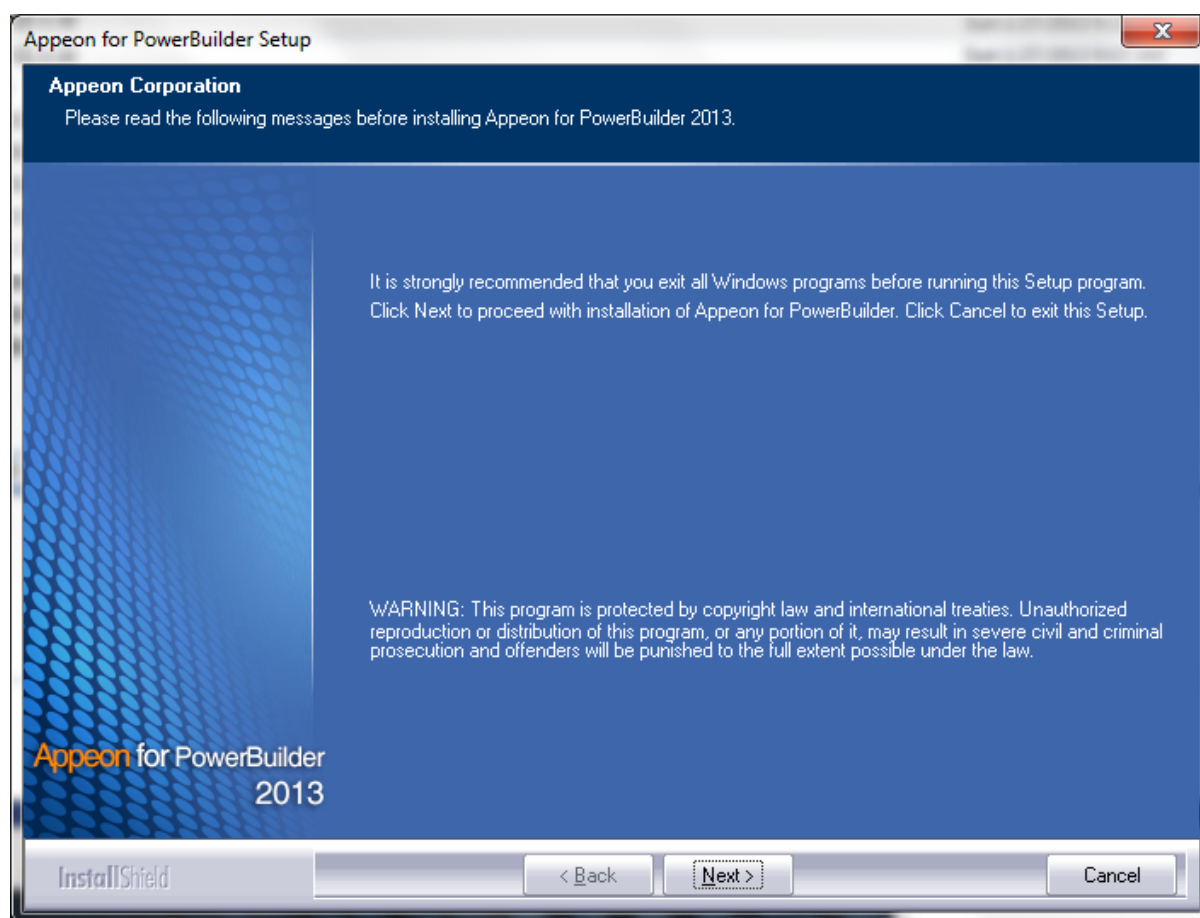 Appeon for PowerBuilder Setup
Appeon Corporation
Please read the following messages before installing Appeon for PowerBuilder 2013.
It is strongly recommended that you exit all Windows programs before running this Setup program.
Click Next to proceed with installation of Appeon for PowerBuilder. Click Cancel to exit this Setup.
WARNING: This program is protected by copyright law and international treaties. Unauthorized
reproduction or distribution of this program, or any portion of it, may result in severe civil and criminal
prosecution and offenders will be punished to the full extent possible under the law.
Appeon for PowerBuilder
2013
InstallShield
< Back
Next >
Cancel